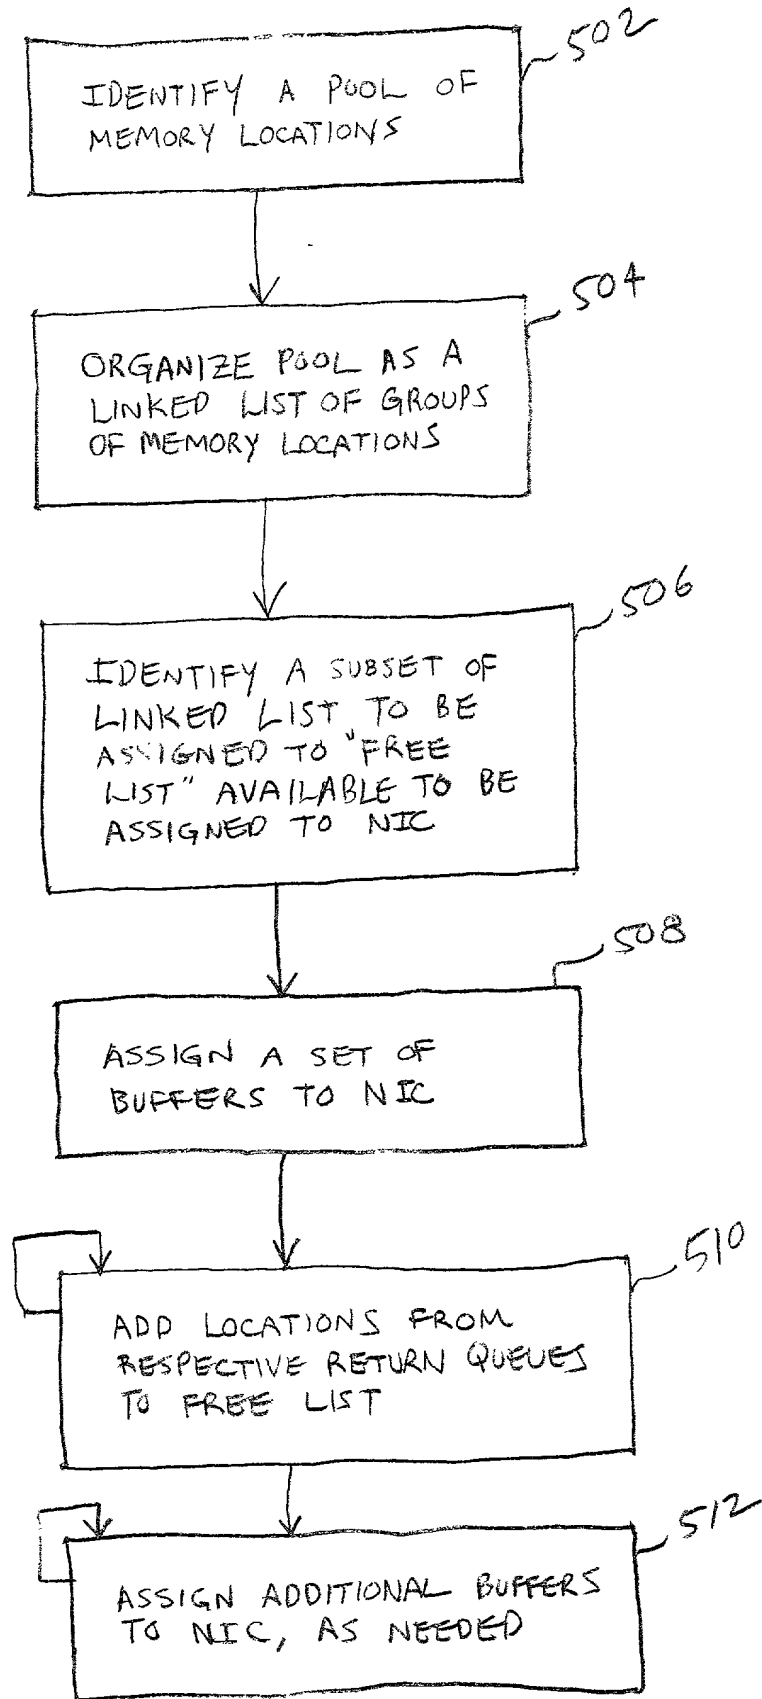 502
IDENTIFY A POOL OF
MEMORY LOCATIONS
504
ORGANIZE POOL AS A
LINKED LIST OF GROUPS
OF MEMORY LOCATIONS
506
IDENTIFY A SUBSET OF
LINKED LIST TO BE
ASSIGNED TO "FREE
LIST" AVAILABLE TO BE
ASSIGNED TO NIC
508
ASSIGN A SET OF
BUFFERS TO NIC
510
ADD LOCATIONS FROM
RESPECTIVE RETURN QUEUES
TO FREE LIST
512
ASSIGN ADDITIONAL BUFFERS
TO NIC, AS NEEDED